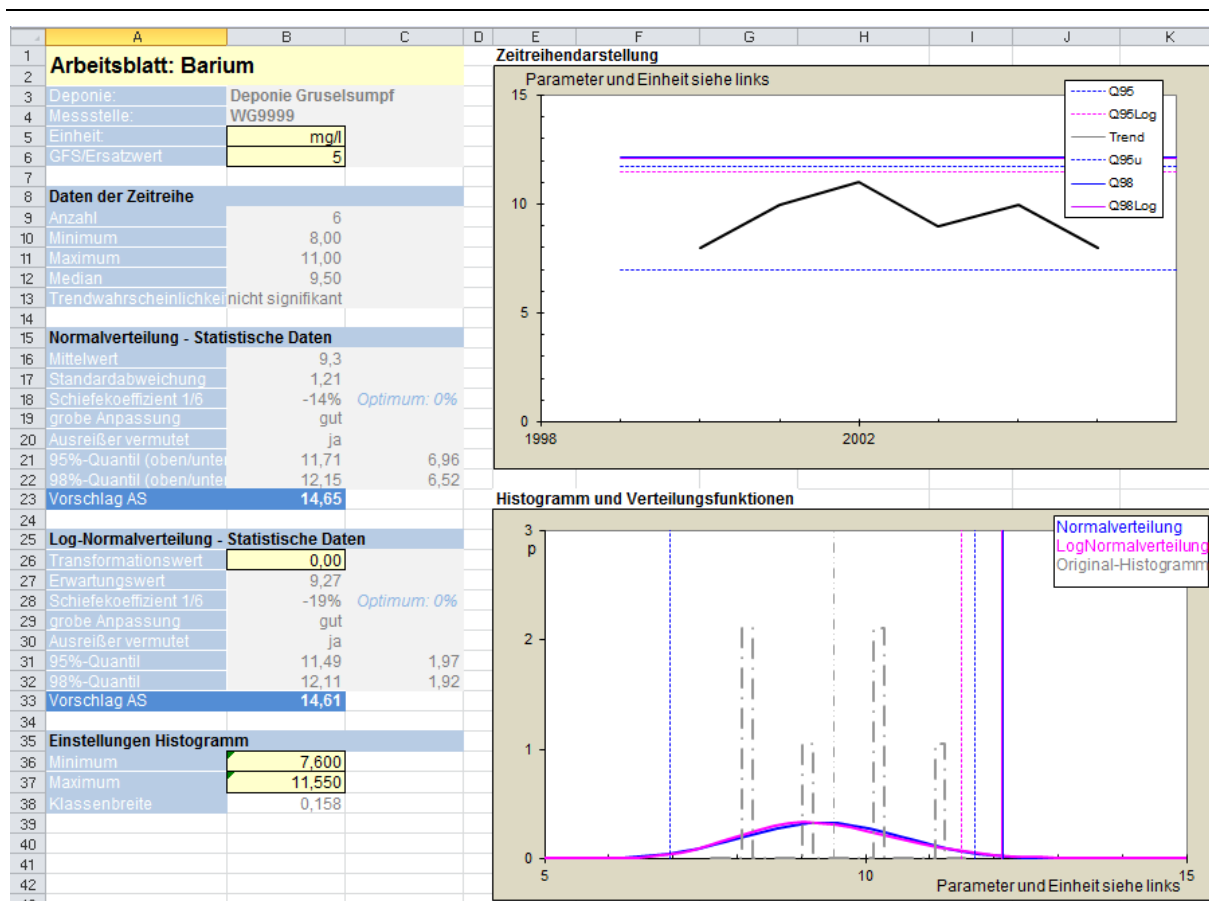 A B C D E F G H I J K
1 Zeitreihendarstellung
Arbeitsblatt: Barium
2
3 Deponie: Deponie Gruselsumpf
4 Messstelle: WG9999
5 Einheit: mg/l
6 GFS/Ersatzwert 5
7
8 Daten der Zeitreihe
9 Anzahl 6
10 Minimum 8,00
11 Maximum 11,00
12 Median 9,50
13 Trendwahrscheinlichkei nicht signifikant
14
15 Normalverteilung - Statistische Daten
16 Mittelwert 9,3
17 Standardabweichung 1,21
18 Schiefekoeffizient 1/6 -14% Optimum: 0%
19 grobe Anpassung gut
20 Ausreißer vermutet ja
21 95%-Quantil (oben/unte 11,71 6,96
22 98%-Quantil (oben/unte 12,15 6,52
23 Vorschlag AS 14,65
24
25 Log-Normalverteilung - Statistische Daten
26 Transformationswert 0,00
27 Erwartungswert 9,27
28 Schiefekoeffizient 1/6 -19% Optimum: 0%
29 grobe Anpassung gut
30 Ausreißer vermutet ja
31 95%-Quantil 11,49 1,97
32 98%-Quantil 12,11 1,92
33 Vorschlag AS 14,61
34
35 Einstellungen Histogramm
36 Minimum 7,600
37 Maximum 11,550
38 Klassenbreite 0,158
39
40
41
42
Parameter und Einheit siehe links
15
10
5
0
1998 2002
Q95
Q95Log
Trend
Q95u
Q98
Q98Log
Histogramm und Verteilungsfunktionen
3
p
2
1
0
5 10 15
Parameter und Einheit siehe links
Normalverteilung
LogNormalverteilung
Original-Histogramm